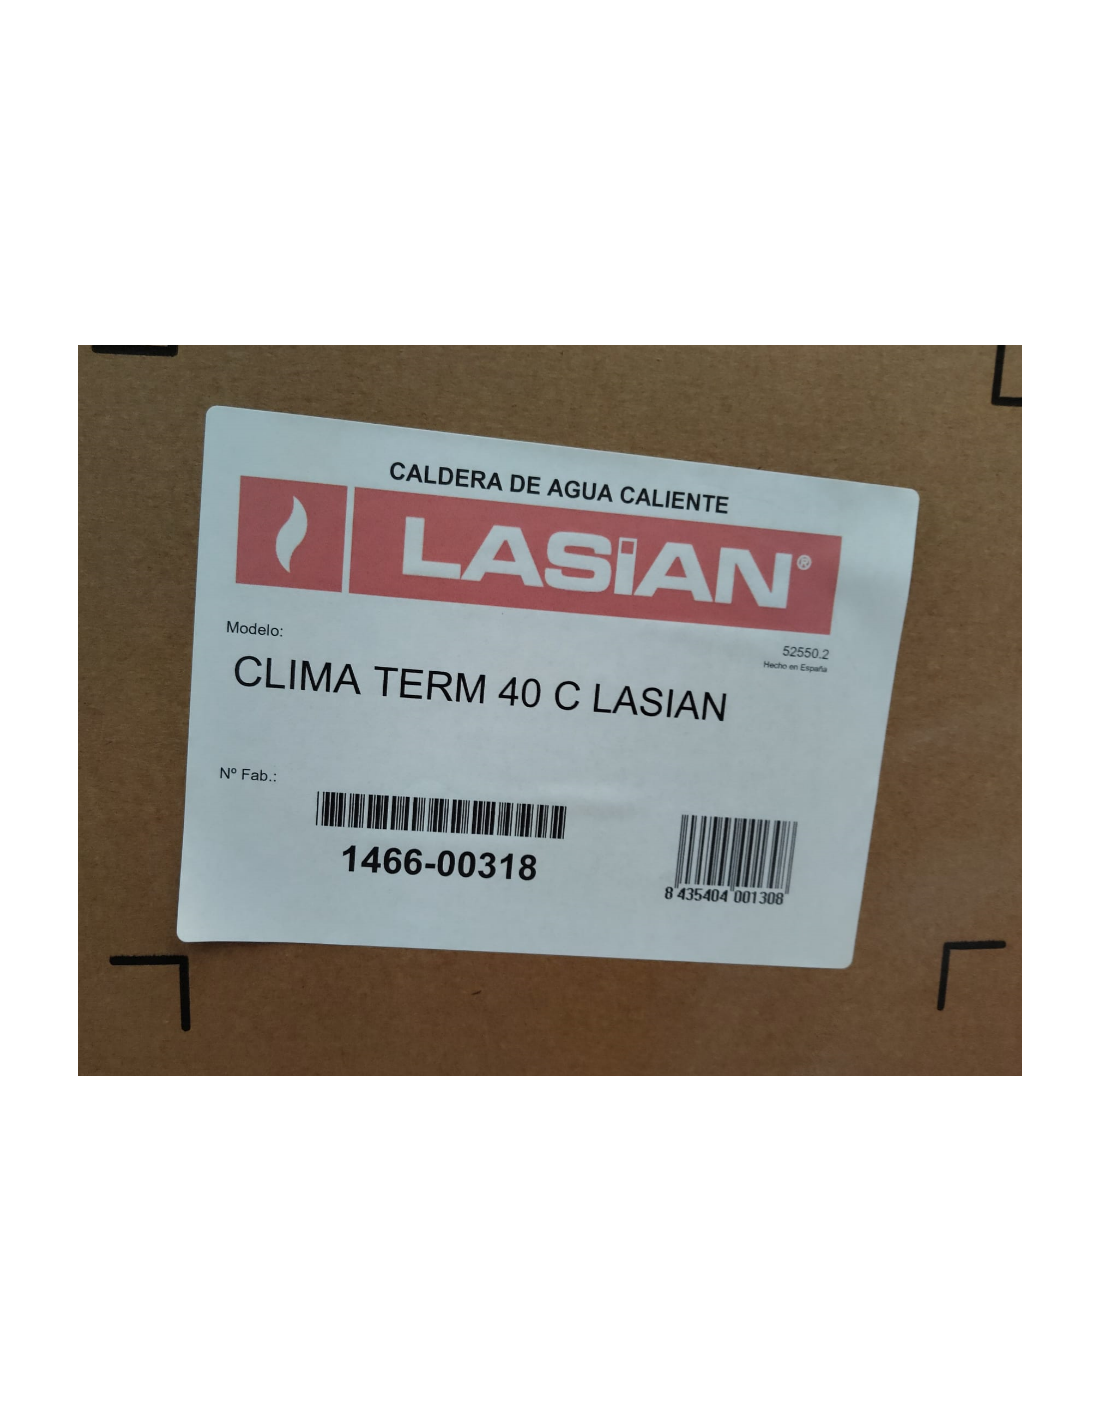 CALDERA DE AGUA CALIENTE
LASiAN®
Modelo:
52550.2
Hecho en España
CLIMA TERM 40 C LASIAN
Nº Fab.:
1466-00318
8 435404 001308